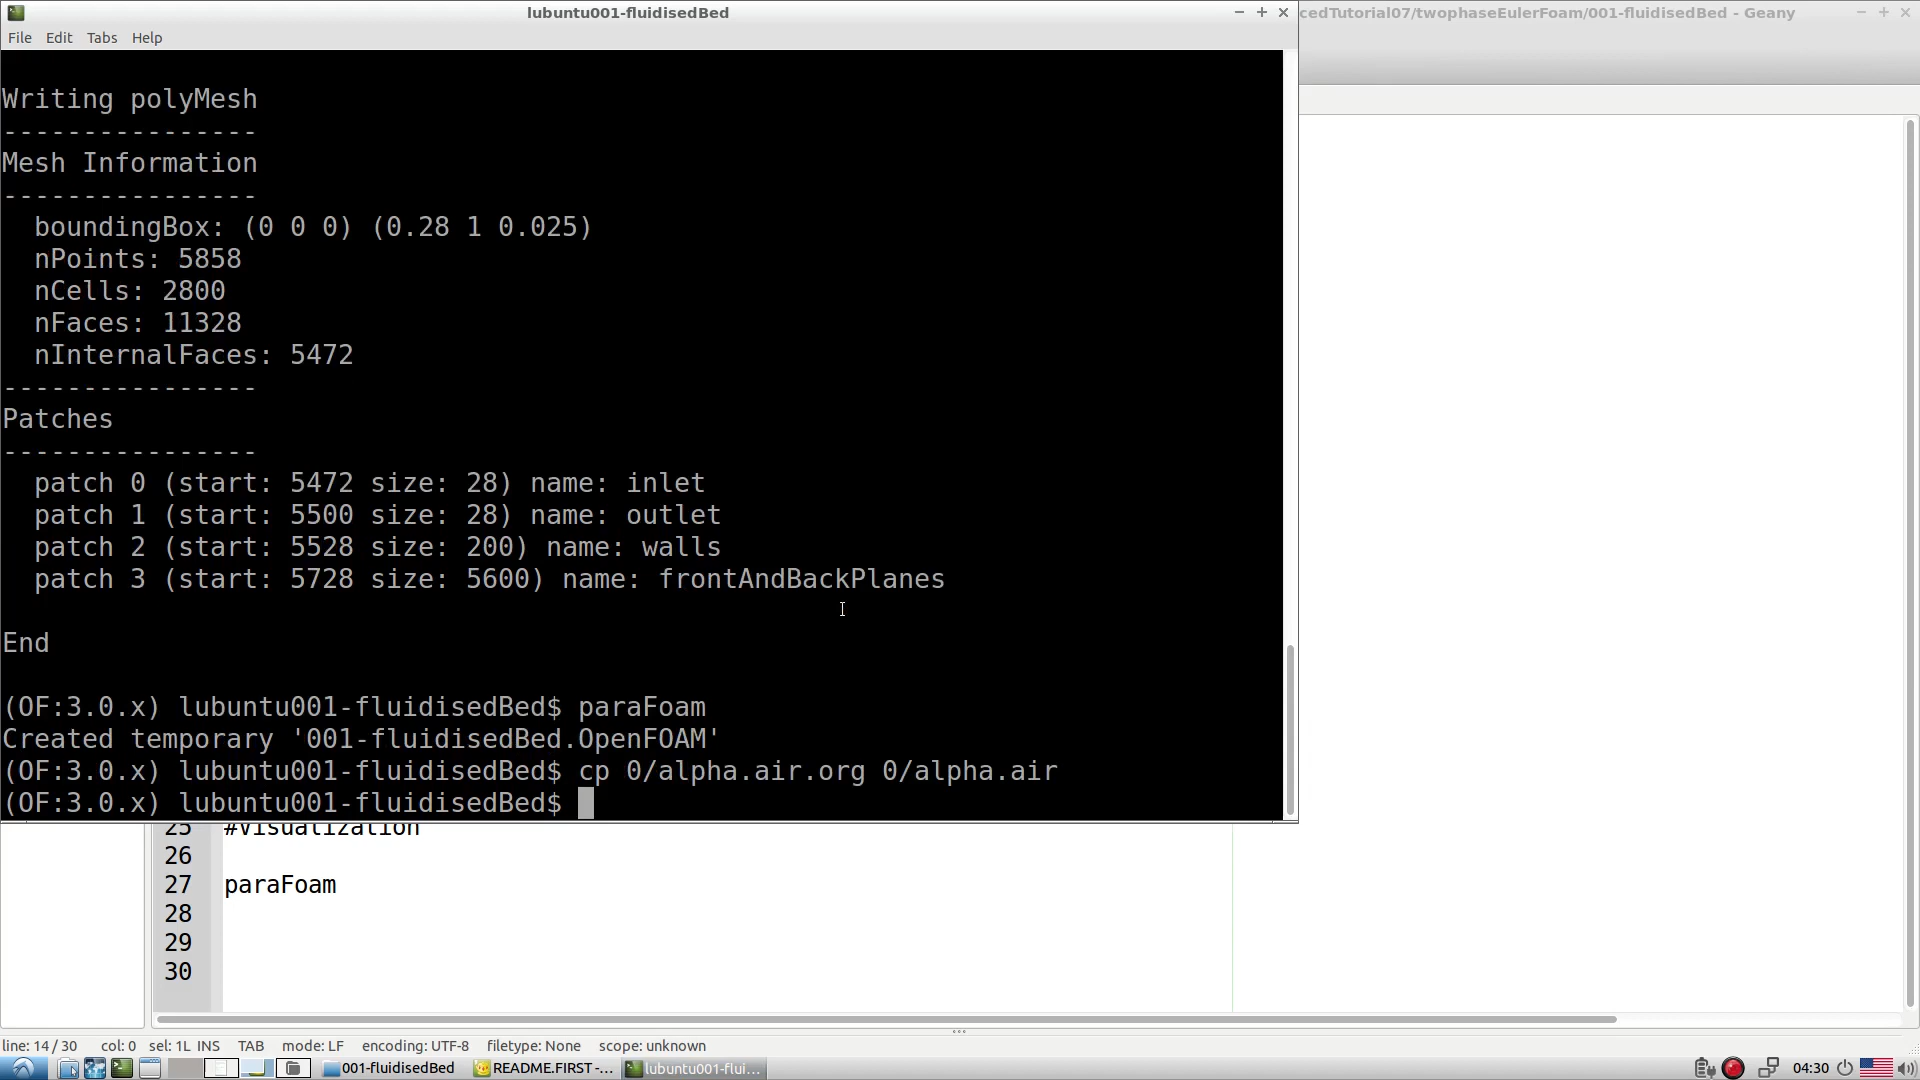 lubuntu001-fluidisedBed
cedTutorial07/twophaseEulerFoam/001-fluidisedBed - Geany
File Edit Tabs Help
Writing polyMesh
----------------
Mesh Information
----------------
boundingBox: (0 0 0) (0.28 1 0.025)
nPoints: 5858
nCells: 2800
nFaces: 11328
nInternalFaces: 5472
----------------
Patches
----------------
patch 0 (start: 5472 size: 28) name: inlet
patch 1 (start: 5500 size: 28) name: outlet
patch 2 (start: 5528 size: 200) name: walls
patch 3 (start: 5728 size: 5600) name: frontAndBackPlanes
End
(OF:3.0.x) lubuntu001-fluidisedBed$ paraFoam
Created temporary '001-fluidisedBed.OpenFOAM'
(OF:3.0.x) lubuntu001-fluidisedBed$ cp 0/alpha.air.org 0/alpha.air
(OF:3.0.x) lubuntu001-fluidisedBed$
25 #Visualization
26
27 paraFoam
28
29
30
line: 14 / 30 col: 0 sel: 1L INS TAB mode: LF encoding: UTF-8 filetype: None scope: unknown
001-fluidisedBed README.FIRST -... lubuntu001-flui... 04:30